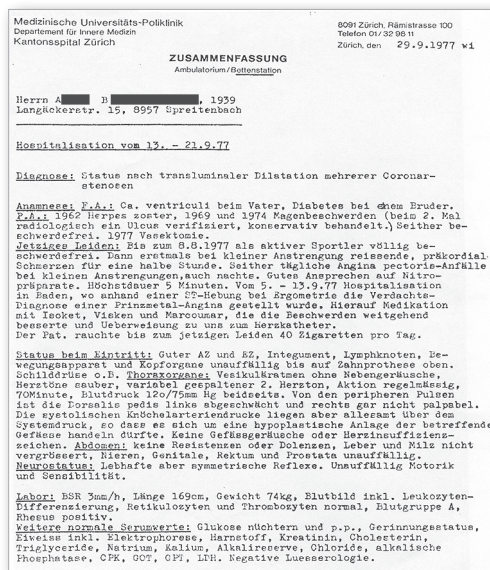 Medizinische Universitäts-Poliklinik
Departement für Innere Medizin
Kantonsspital Zürich
8091 Zürich, Rämistrasse 100
Telefon 01/32 98 11
Zürich, den 29.9.1977 wi
ZUSAMMENFASSUNG
Ambulatorium/Bettenstation
Herrn A B , 1939
Langäckerstr. 15, 8957 Spreitenbach
Hospitalisation vom 13. - 21.9.77
Diagnose: Status nach transluminaler Dilatation mehrerer Coronar-
stenosen
Anamnese: F.A.: Ca. ventriculi beim Vater, Diabetes bei einem Bruder.
P.A.: 1962 Herpes zoster, 1969 und 1974 Magenbeschwerden (beim 2. Mal
radiologisch ein Ulcus verifiziert, konservativ behandelt.) Seither be-
schwerdefrei. 1977 Vasektomie.
Jetziges Leiden: Bis zum 8.8.1977 als aktiver Sportler völlig be-
schwerdefrei. Dann erstmals bei kleiner Anstrengung reissende, präkordial
Schmerzen für eine halbe Stunde. Seither tägliche Angina pectoris-Anfälle
bei kleinen Anstrengungen, auch nachts. Gutes Ansprechen auf Nitro-
präparate. Höchstdauer 5 Minuten. Vom 5. - 13.9.77 Hospitalisation
in Baden, wo anhand einer ST-Hebung bei Ergometrie die Verdachts-
Diagnose einer Prinzmetal-Angina gestellt wurde. Hierauf Medikation
mit Isoket, Visken und Marcoumar, die die Beschwerden weitgehend
besserte und Ueberweisung zu uns zum Herzkatheter.
Der Pat. rauchte bis zum jetzigen Leiden 40 Zigaretten pro Tag.
Status beim Eintritt: Guter AZ und EZ, Integument, Lymphknoten, Be-
wegungsapparat und Kopforgane unauffällig bis auf Zahnprothese oben.
Schilddrüse o.B. Thoraxorgane: Vesikuläratmen ohne Nebengeräusche,
Herztöne sauber, variabel gespaltener 2. Herzton, Aktion regelmässig,
70Minute, Blutdruck 120/75mm Hg beidseits. Von den peripheren Pulsen
ist die Dorsalis pedis links abgeschwächt und rechts gar nicht palpabel.
Die systolischen Knöchelarteriendrucke liegen aber allesamt über dem
Systemdruck, so dass es sich um eine hypoplastische Anlage der betreffende
Gefässe handeln dürfte. Keine Gefässgeräusche oder Herzinsuffizienz-
zeichen. Abdomen: keine Resistenzen oder Dolenzen, Leber und Milz nicht
vergrössert, Nieren, Genitale, Rektum und Prostata unauffällig.
Neurostatus: Lebhafte aber symmetrische Reflexe. Unauffällig Motorik
und Sensibilität.
Labor: BSR 3mm/h, Länge 169cm, Gewicht 74kg, Blutbild inkl. Leukozyten-
Differenzierung, Retikulozyten und Thrombozyten normal, Blutgruppe A,
Rhesus positiv.
Weitere normale Serumwerte: Glukose nüchtern und p.p., Gerinnungsstatus,
Eiweiss inkl. Elektrophorese, Harnstoff, Kreatinin, Cholesterin,
Triglyceride, Natrium, Kalium, Alkalireserve, Chloride, alkalische
Phosphatase, CPK, GOT, GPT, LDH. Negative Luesserologie.